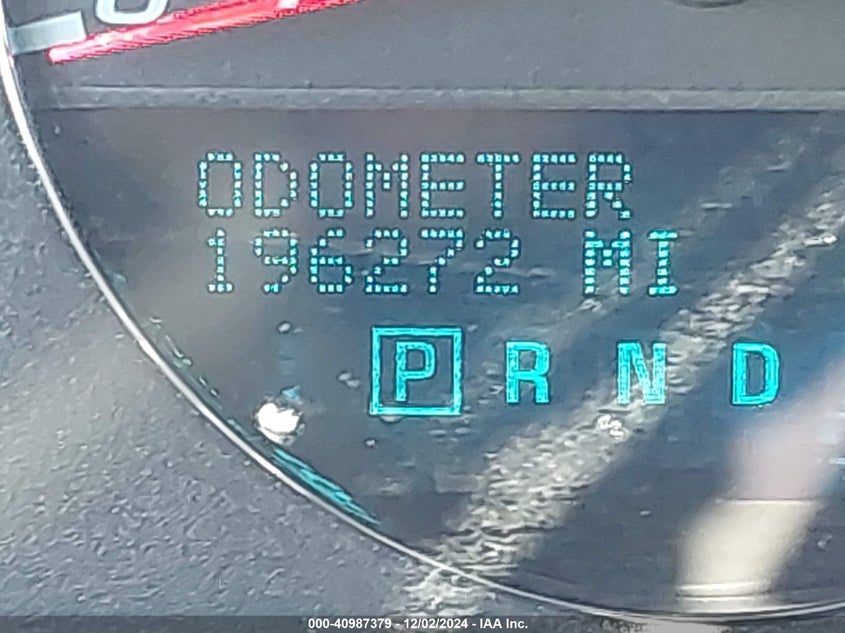 ODOMETER
196272 MI
P R N D
000-40987379 - 12/02/2024 - IAA Inc.